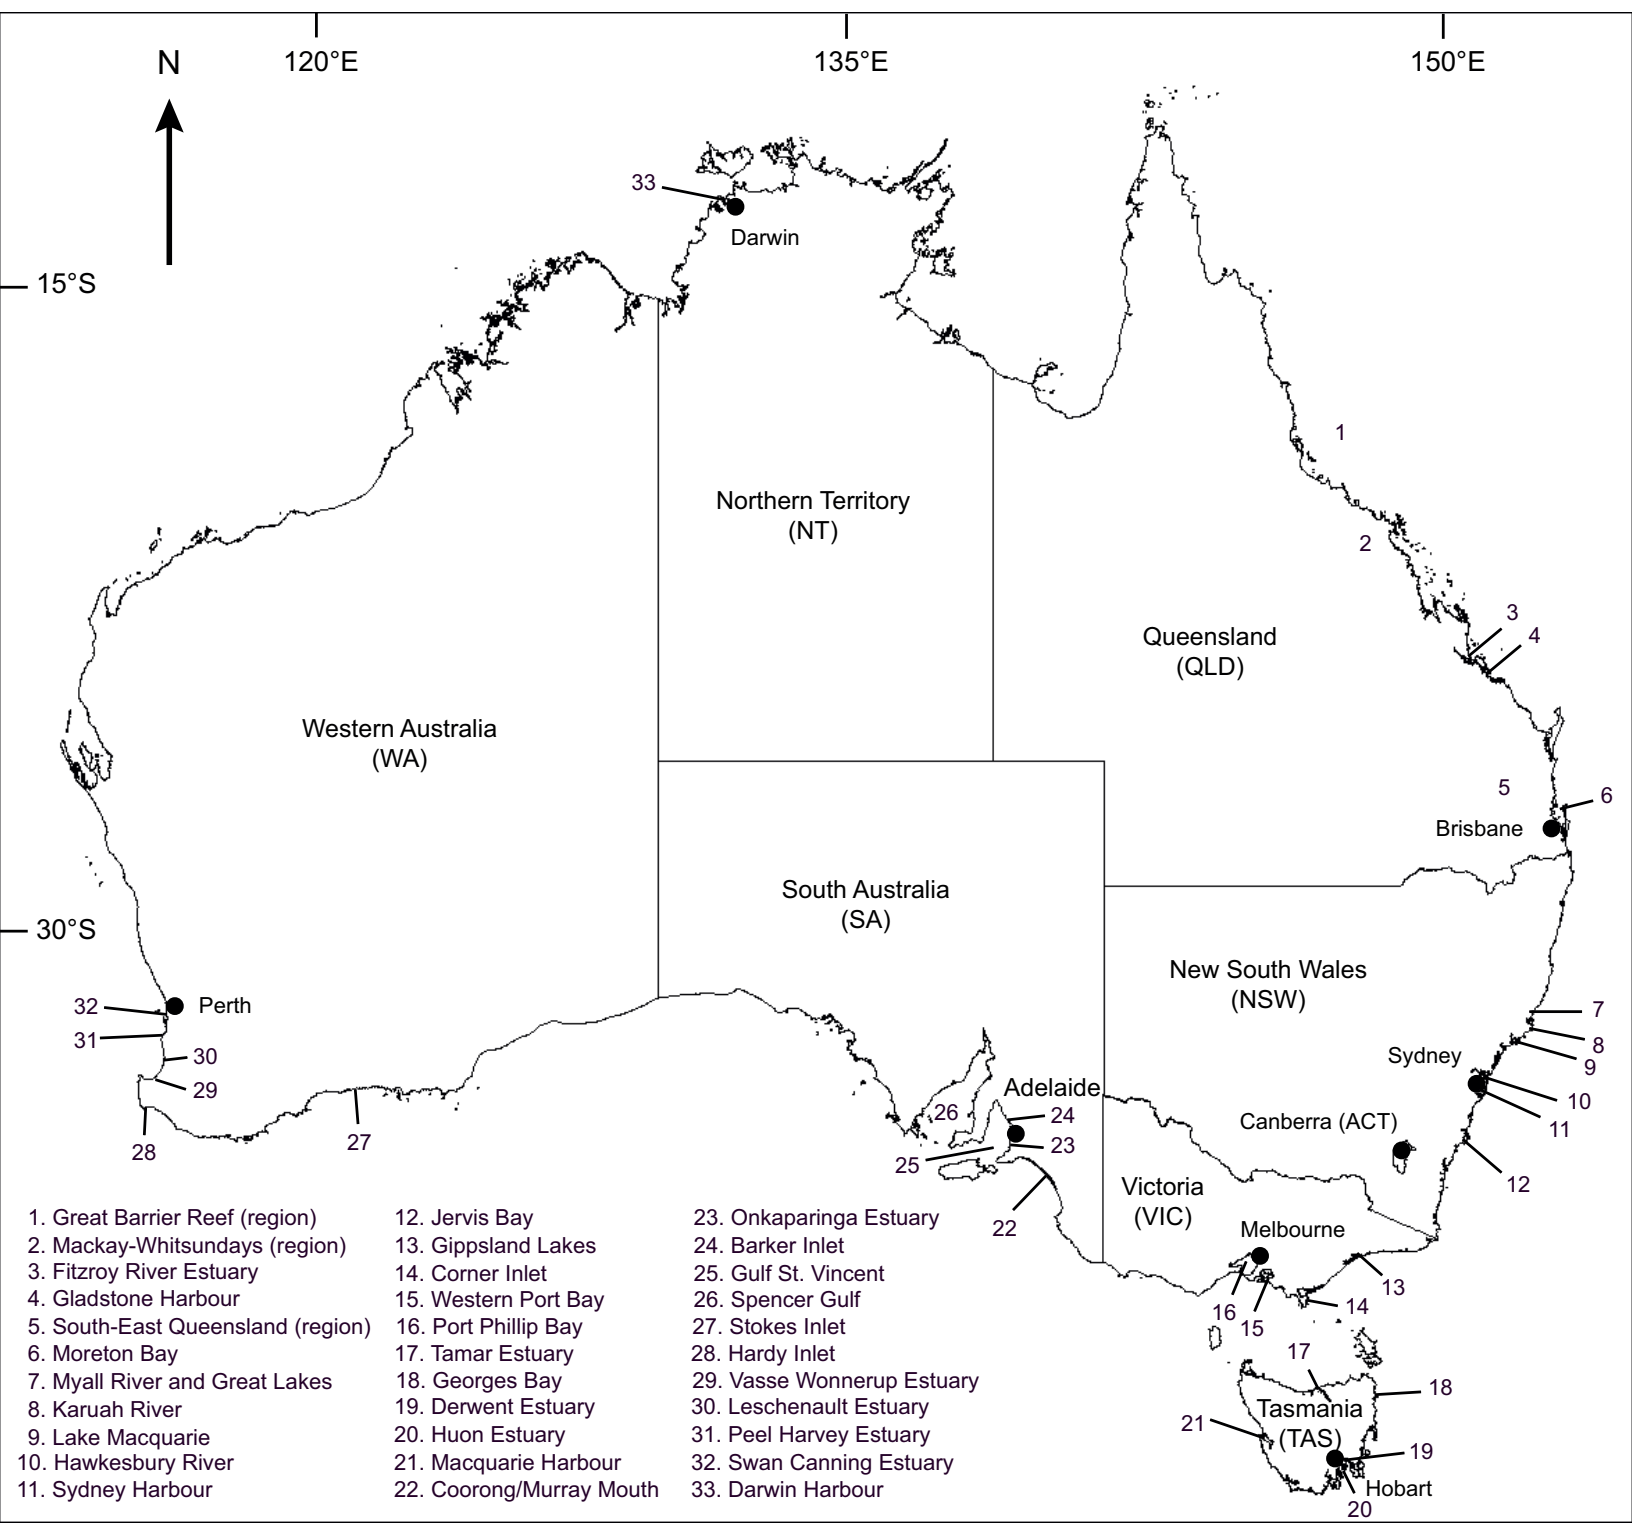 120°E
135°E
150°E
N
33
Darwin
15°S
1
Northern Territory
(NT)
2
3
4
Queensland
(QLD)
Western Australia
(WA)
5
6
Brisbane
South Australia
(SA)
30°S
New South Wales
(NSW)
32
Perth
31
30
29
28
27
7
8
9
Sydney
10
11
Canberra (ACT)
12
Adelaide
26
24
23
25
22
Victoria
(VIC)
Melbourne
13
14
16
15
17
18
Tasmania
(TAS)
21
19
Hobart
20
1. Great Barrier Reef (region)
2. Mackay-Whitsundays (region)
3. Fitzroy River Estuary
4. Gladstone Harbour
5. South-East Queensland (region)
6. Moreton Bay
7. Myall River and Great Lakes
8. Karuah River
9. Lake Macquarie
10. Hawkesbury River
11. Sydney Harbour
12. Jervis Bay
13. Gippsland Lakes
14. Corner Inlet
15. Western Port Bay
16. Port Phillip Bay
17. Tamar Estuary
18. Georges Bay
19. Derwent Estuary
20. Huon Estuary
21. Macquarie Harbour
22. Coorong/Murray Mouth
23. Onkaparinga Estuary
24. Barker Inlet
25. Gulf St. Vincent
26. Spencer Gulf
27. Stokes Inlet
28. Hardy Inlet
29. Vasse Wonnerup Estuary
30. Leschenault Estuary
31. Peel Harvey Estuary
32. Swan Canning Estuary
33. Darwin Harbour